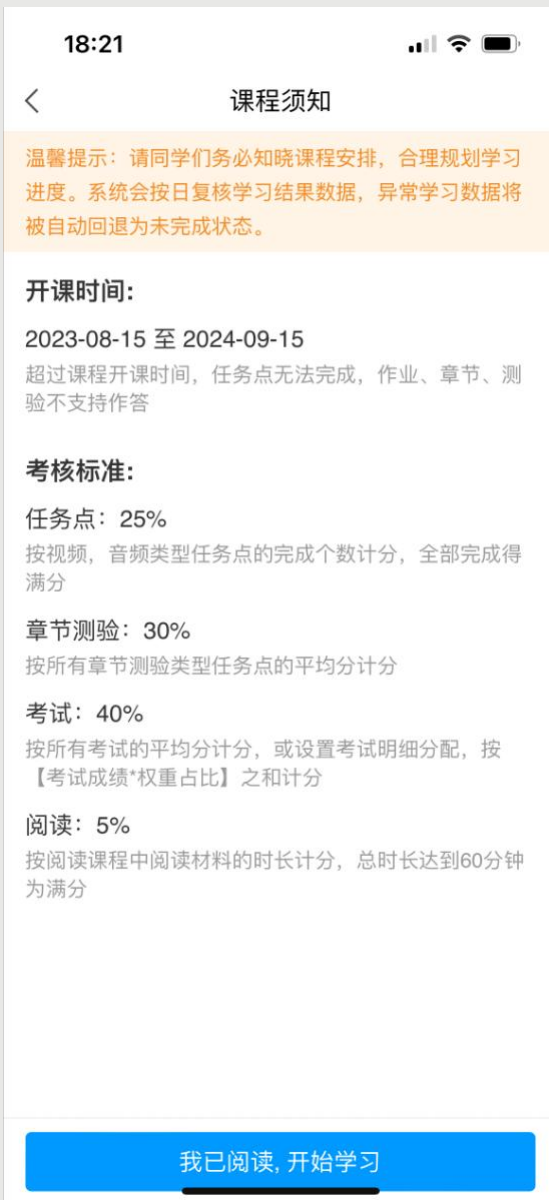 18:21
课程须知
温馨提示：请同学们务必知晓课程安排，合理规划学习
进度。系统会按日复核学习结果数据，异常学习数据将
被自动回退为未完成状态。
开课时间:
2023-08-15 至 2024-09-15
超过课程开课时间，任务点无法完成，作业、章节、测
验不支持作答
考核标准:
任务点：25%
按视频，音频类型任务点的完成个数计分，全部完成得
满分
章节测验：30%
按所有章节测验类型任务点的平均分计分
考试：40%
按所有考试的平均分计分，或设置考试明细分配，按
【考试成绩*权重占比】之和计分
阅读：5%
按阅读课程中阅读材料的时长计分，总时长达到60分钟
为满分
我已阅读, 开始学习